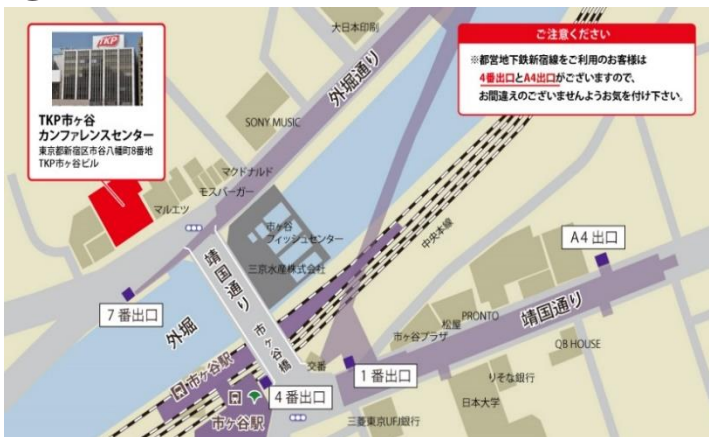 TKP
TKP市ヶ谷
カンファレンスセンター
東京都新宿区市谷八幡町8番地
TKP市ヶ谷ビル
ご注意ください
※都営地下鉄新宿線をご利用のお客様は
4番出口とA4出口がございますので、
お間違えのございませんようお気を付け下さい。
大日本印刷
外堀通り
SONY MUSIC
マクドナルド
モスバーガー
マルエツ
市ヶ谷
フィッシュセンター
三京水産株式会社
中央本線
A4 出口
7 番出口
外堀
靖国通り
市ヶ谷橋
靖国通り
PRONTO
松屋
市ヶ谷プラザ
QB HOUSE
市ヶ谷駅
交番
1 番出口
りそな銀行
4 番出口
日本大学
市ヶ谷駅
三菱東京UFJ銀行